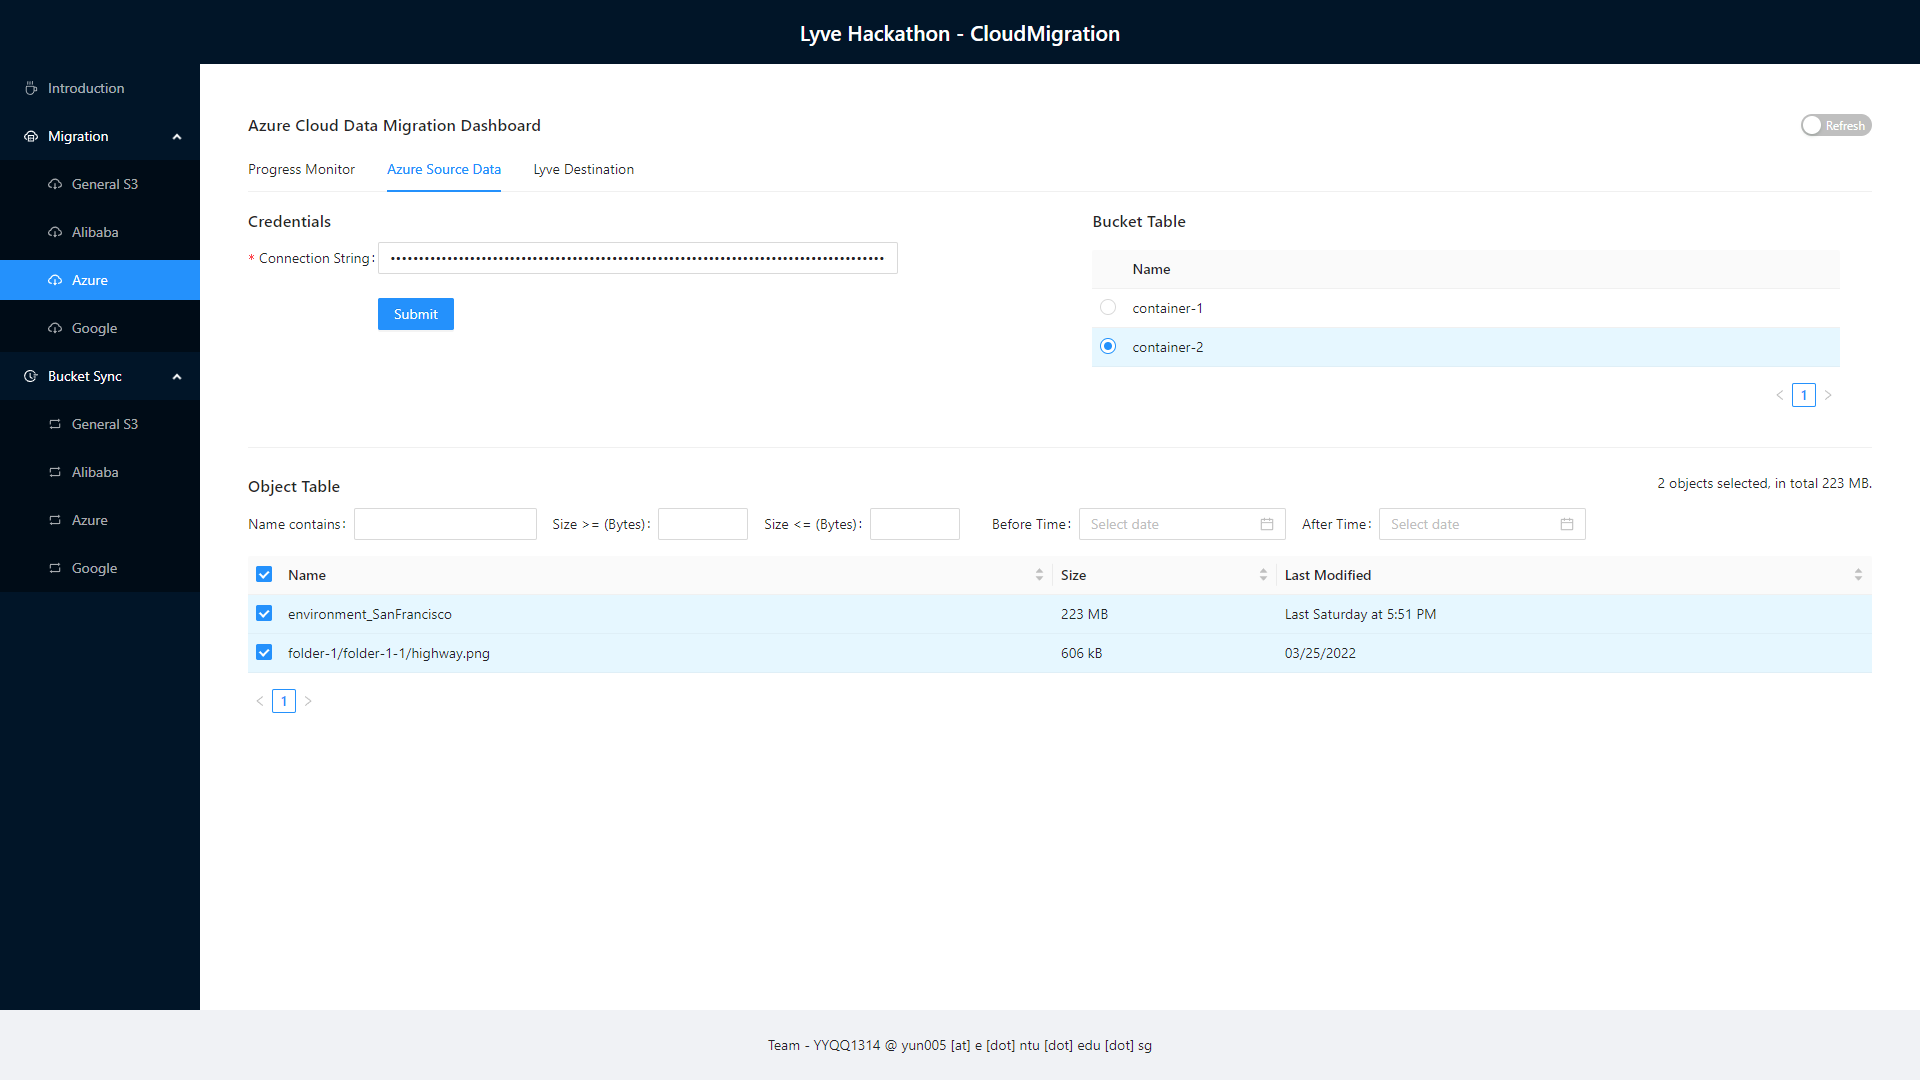 Lyve Hackathon - CloudMigration
Introduction
Migration
General S3
Alibaba
Azure
Google
Bucket Sync
General S3
Alibaba
Azure
Google
Azure Cloud Data Migration Dashboard
Refresh
Progress Monitor Azure Source Data Lyve Destination
Credentials
* Connection String: ••••••••••••••••••••••••••••••••••••••••••••••••••••••••••••••••••••••••••••••••••••••••
Submit
Bucket Table
Name
container-1
container-2
< 1 >
Object Table
2 objects selected, in total 223 MB.
Name contains: Size >= (Bytes): Size <= (Bytes): Before Time: Select date After Time: Select date
Name Size Last Modified
environment_SanFrancisco 223 MB Last Saturday at 5:51 PM
folder-1/folder-1-1/highway.png 606 kB 03/25/2022
< 1 >
Team - YYQQ1314 @ yun005 [at] e [dot] ntu [dot] edu [dot] sg